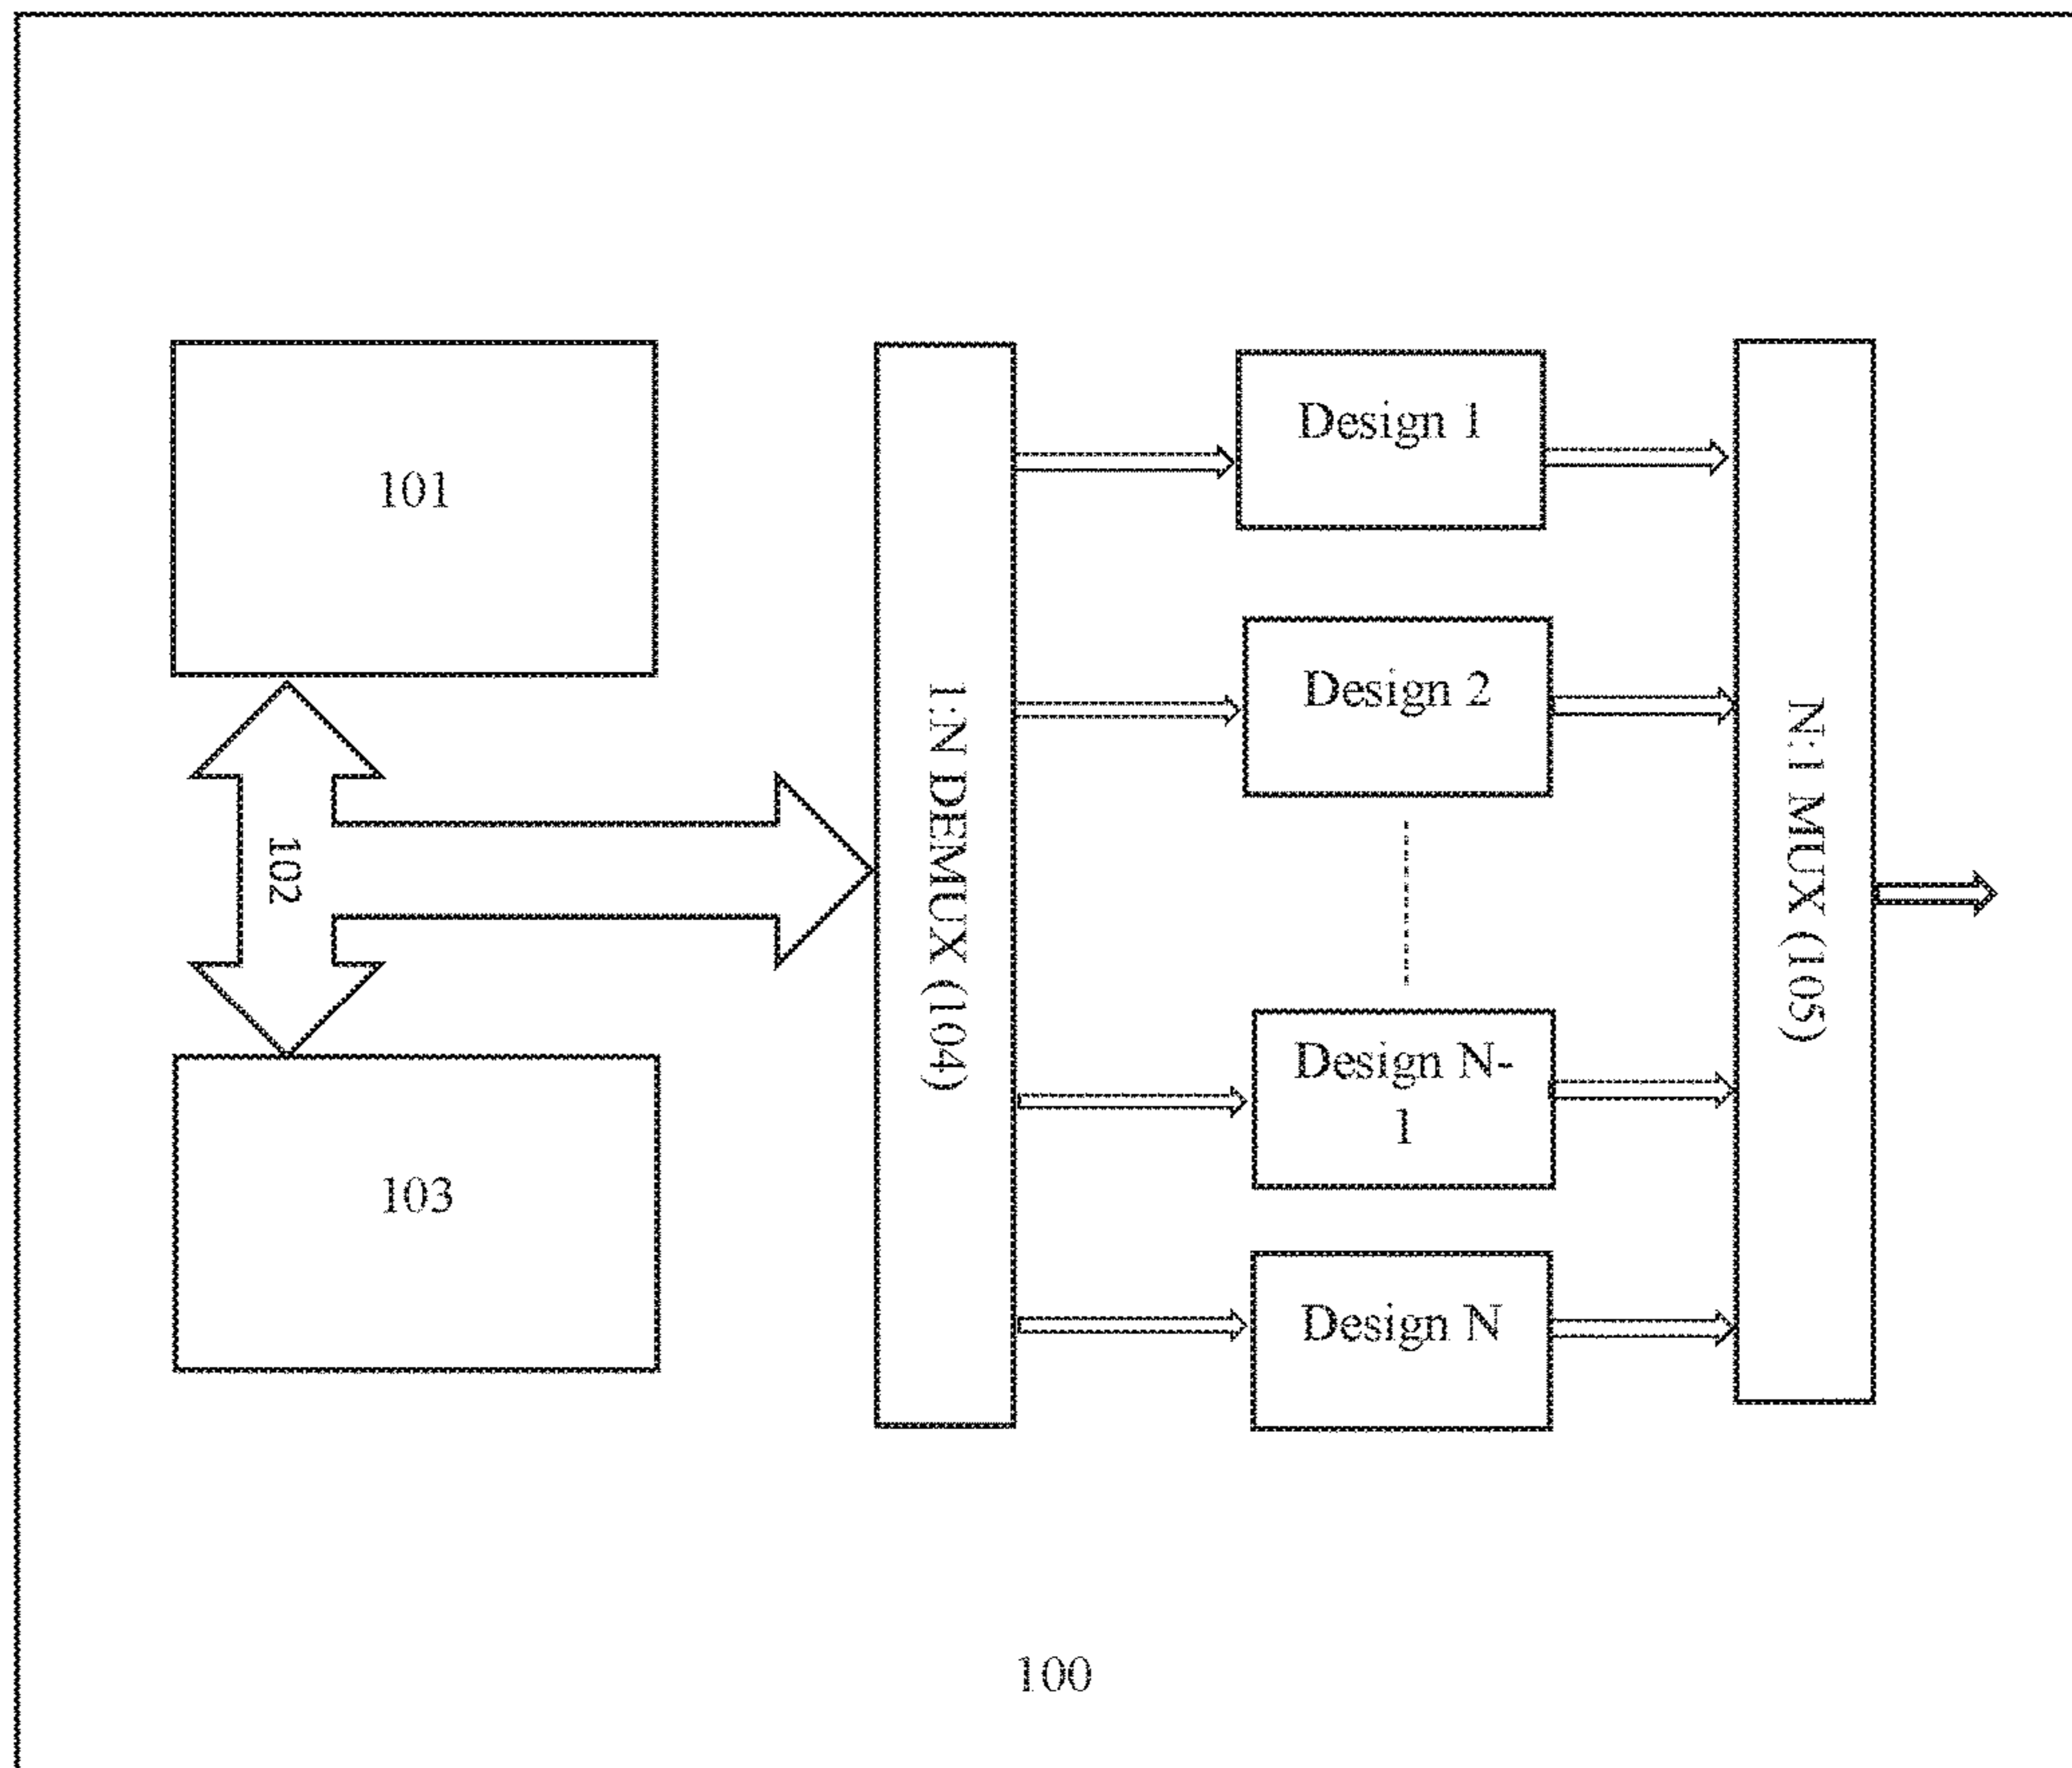 101
102
103
1:N DEMUX (104)
Design 1
Design 2
Design N-
1
Design N
N:1 MUX (105)
100